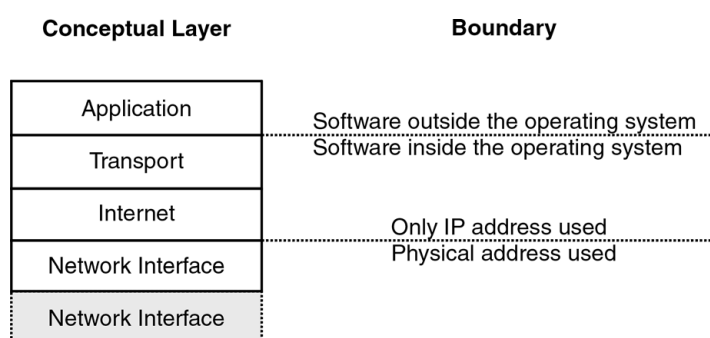 Conceptual Layer
Boundary
Application
Software outside the operating system
Software inside the operating system
Transport
Internet
Only IP address used
Physical address used
Network Interface
Network Interface